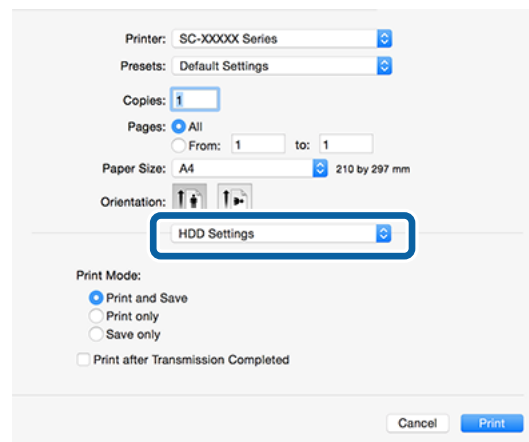 Printer: SC-XXXXX Series
Presets: Default Settings
Copies: 1
Pages: All
From: 1 to: 1
Paper Size: A4 210 by 297 mm
Orientation:
HDD Settings
Print Mode:
Print and Save
Print only
Save only
Print after Transmission Completed
Cancel Print